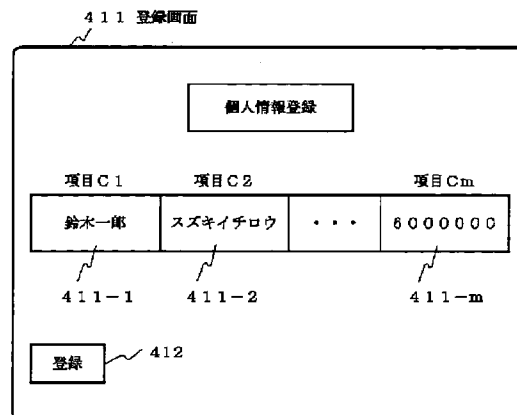 411 登録画面
個人情報登録
項目C1 項目C2 項目Cm
鈴木一郎 スズキイチロウ ・・・ 6000000
411-1 411-2 411-m
登録 412